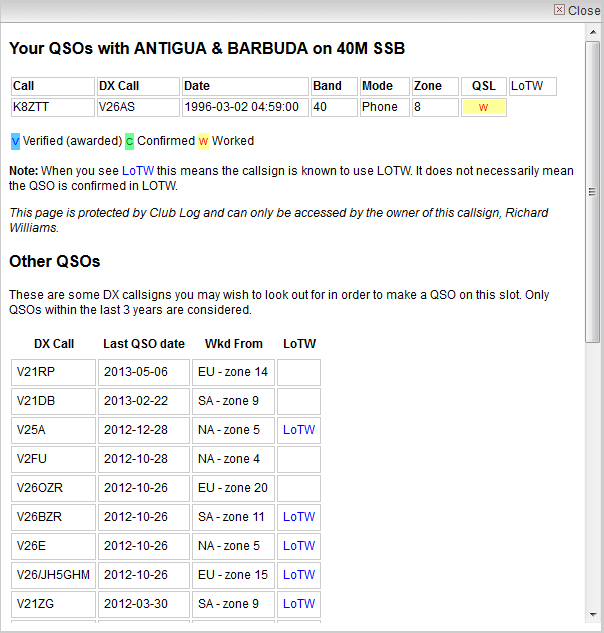 Close
Your QSOs with ANTIGUA & BARBUDA on 40M SSB
Call DX Call Date Band Mode Zone QSL LoTW
K8ZTT V26AS 1996-03-02 04:59:00 40 Phone 8 W
V Verified (awarded) C Confirmed W Worked
Note: When you see LoTW this means the callsign is known to use LOTW. It does not necessarily mean
the QSO is confirmed in LOTW.
This page is protected by Club Log and can only be accessed by the owner of this callsign, Richard
Williams.
Other QSOs
These are some DX callsigns you may wish to look out for in order to make a QSO on this slot. Only
QSOs within the last 3 years are considered.
DX Call Last QSO date Wkd From LoTW
V21RP 2013-05-06 EU - zone 14
V21DB 2013-02-22 SA - zone 9
V25A 2012-12-28 NA - zone 5 LoTW
V2FU 2012-10-28 NA - zone 4
V26OZR 2012-10-26 EU - zone 20
V26BZR 2012-10-26 SA - zone 11 LoTW
V26E 2012-10-26 NA - zone 5 LoTW
V26/JH5GHM 2012-10-26 EU - zone 15 LoTW
V21ZG 2012-03-30 SA - zone 9 LoTW